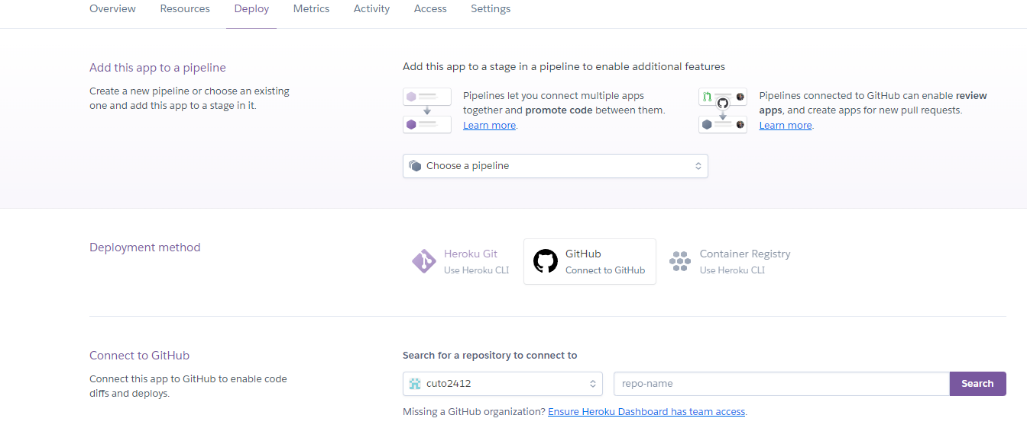 Overview Resources Deploy Metrics Activity Access Settings
Add this app to a pipeline
Create a new pipeline or choose an existing
one and add this app to a stage in it.
Add this app to a stage in a pipeline to enable additional features
Pipelines let you connect multiple apps
together and promote code between them.
Learn more.
Pipelines connected to GitHub can enable review
apps, and create apps for new pull requests.
Learn more.
Choose a pipeline
Deployment method
Heroku Git
Use Heroku CLI
GitHub
Connect to GitHub
Container Registry
Use Heroku CLI
Connect to GitHub
Connect this app to GitHub to enable code
diffs and deploys.
Search for a repository to connect to
cuto2412
repo-name
Search
Missing a GitHub organization? Ensure Heroku Dashboard has team access.